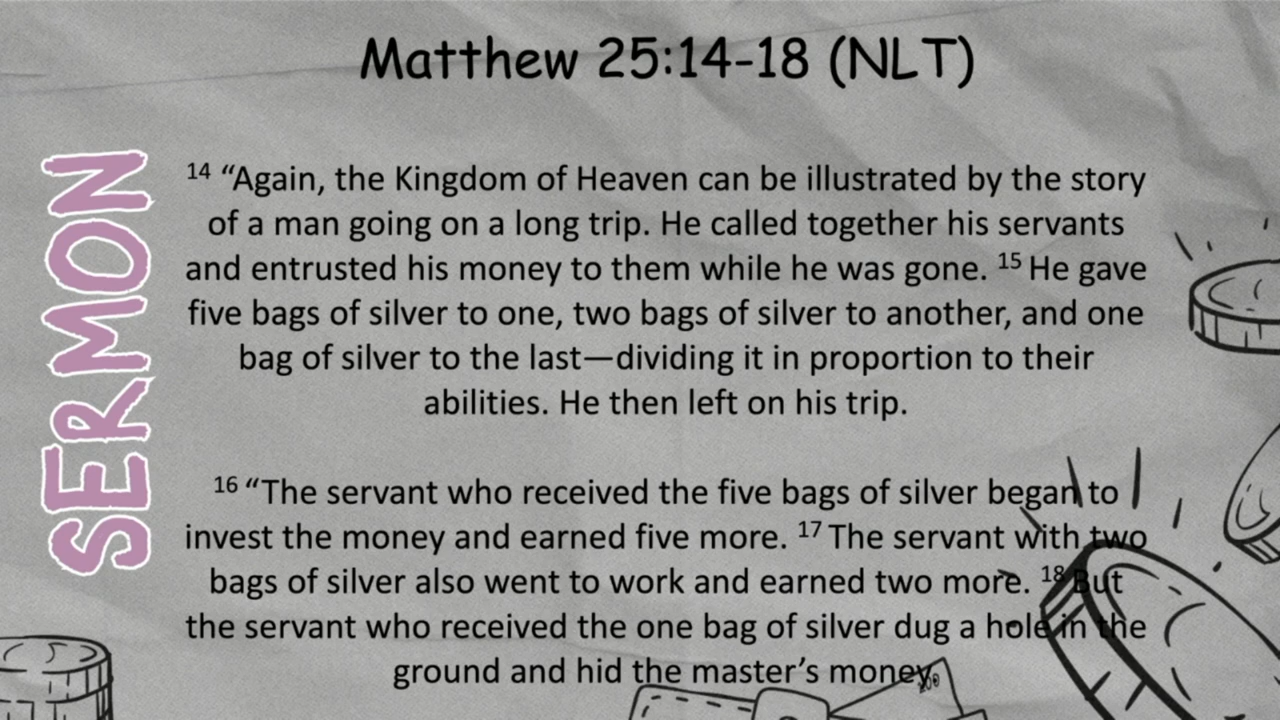 Matthew 25:14-18 (NLT)
SERMON
14 “Again, the Kingdom of Heaven can be illustrated by the story
of a man going on a long trip. He called together his servants
and entrusted his money to them while he was gone. 15 He gave
five bags of silver to one, two bags of silver to another, and one
bag of silver to the last—dividing it in proportion to their
abilities. He then left on his trip.
16 “The servant who received the five bags of silver began to
invest the money and earned five more. 17 The servant with two
bags of silver also went to work and earned two more. 18 But
the servant who received the one bag of silver dug a hole in the
ground and hid the master’s money.
200